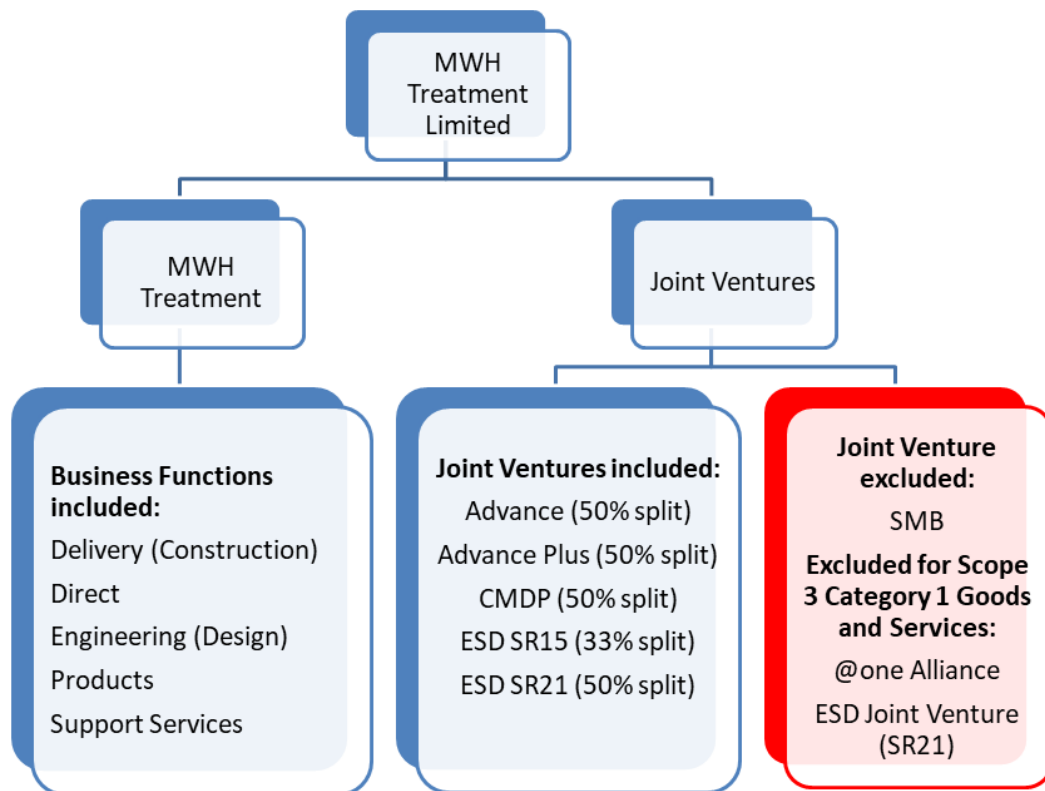 MWH
Treatment
Limited
MWH
Treatment
Joint Ventures
Business Functions
included:
Delivery (Construction)
Direct
Engineering (Design)
Products
Support Services
Joint Ventures included:
Advance (50% split)
Advance Plus (50% split)
CMDP (50% split)
ESD SR15 (33% split)
ESD SR21 (50% split)
Joint Venture
excluded:
SMB
Excluded for Scope
3 Category 1 Goods
and Services:
@one Alliance
ESD Joint Venture
(SR21)